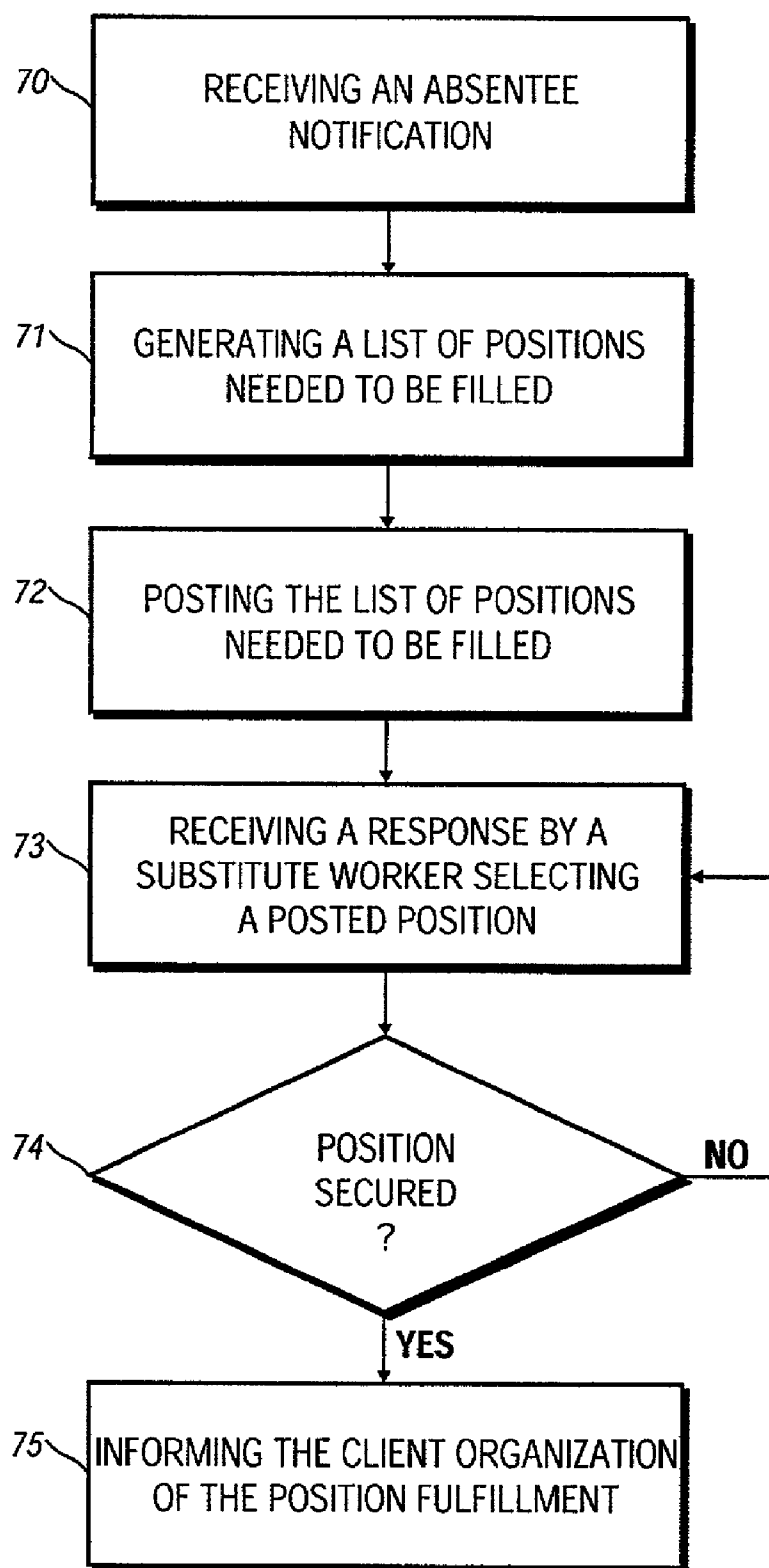 70
RECEIVING AN ABSENTEE
NOTIFICATION
71
GENERATING A LIST OF POSITIONS
NEEDED TO BE FILLED
72
POSTING THE LIST OF POSITIONS
NEEDED TO BE FILLED
73
RECEIVING A RESPONSE BY A
SUBSTITUTE WORKER SELECTING
A POSTED POSITION
74
POSITION
SECURED
?
NO
YES
75
INFORMING THE CLIENT ORGANIZATION
OF THE POSITION FULFILLMENT